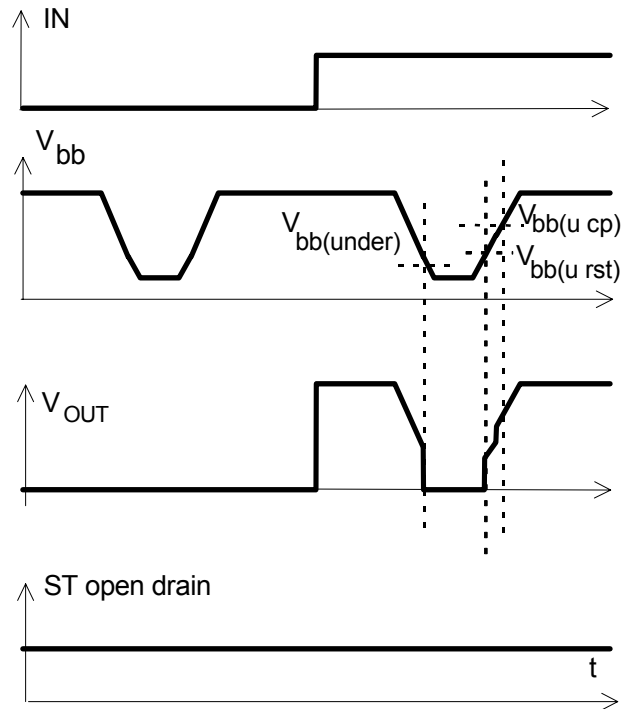 IN
V bb
V bb(under)
V bb(u cp)
V bb(u rst)
V OUT
ST open drain
t